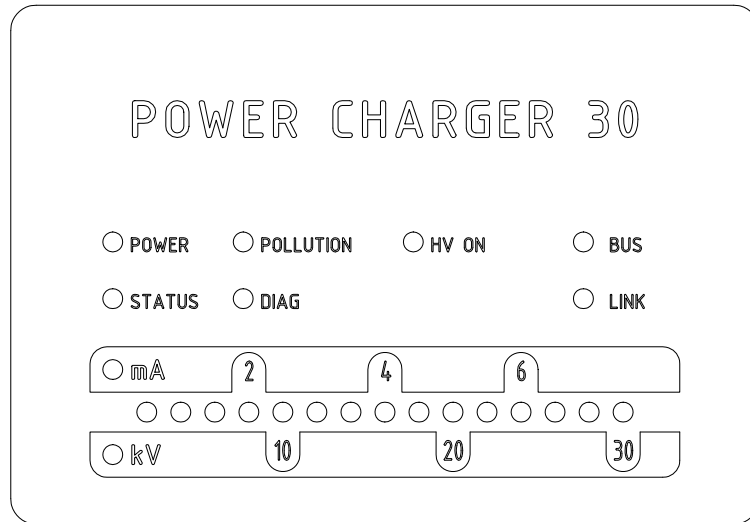 POWER CHARGER 30
POWER POLLUTION HV ON BUS
STATUS DIAG LINK
mA 2 4 6
kV 10 20 30